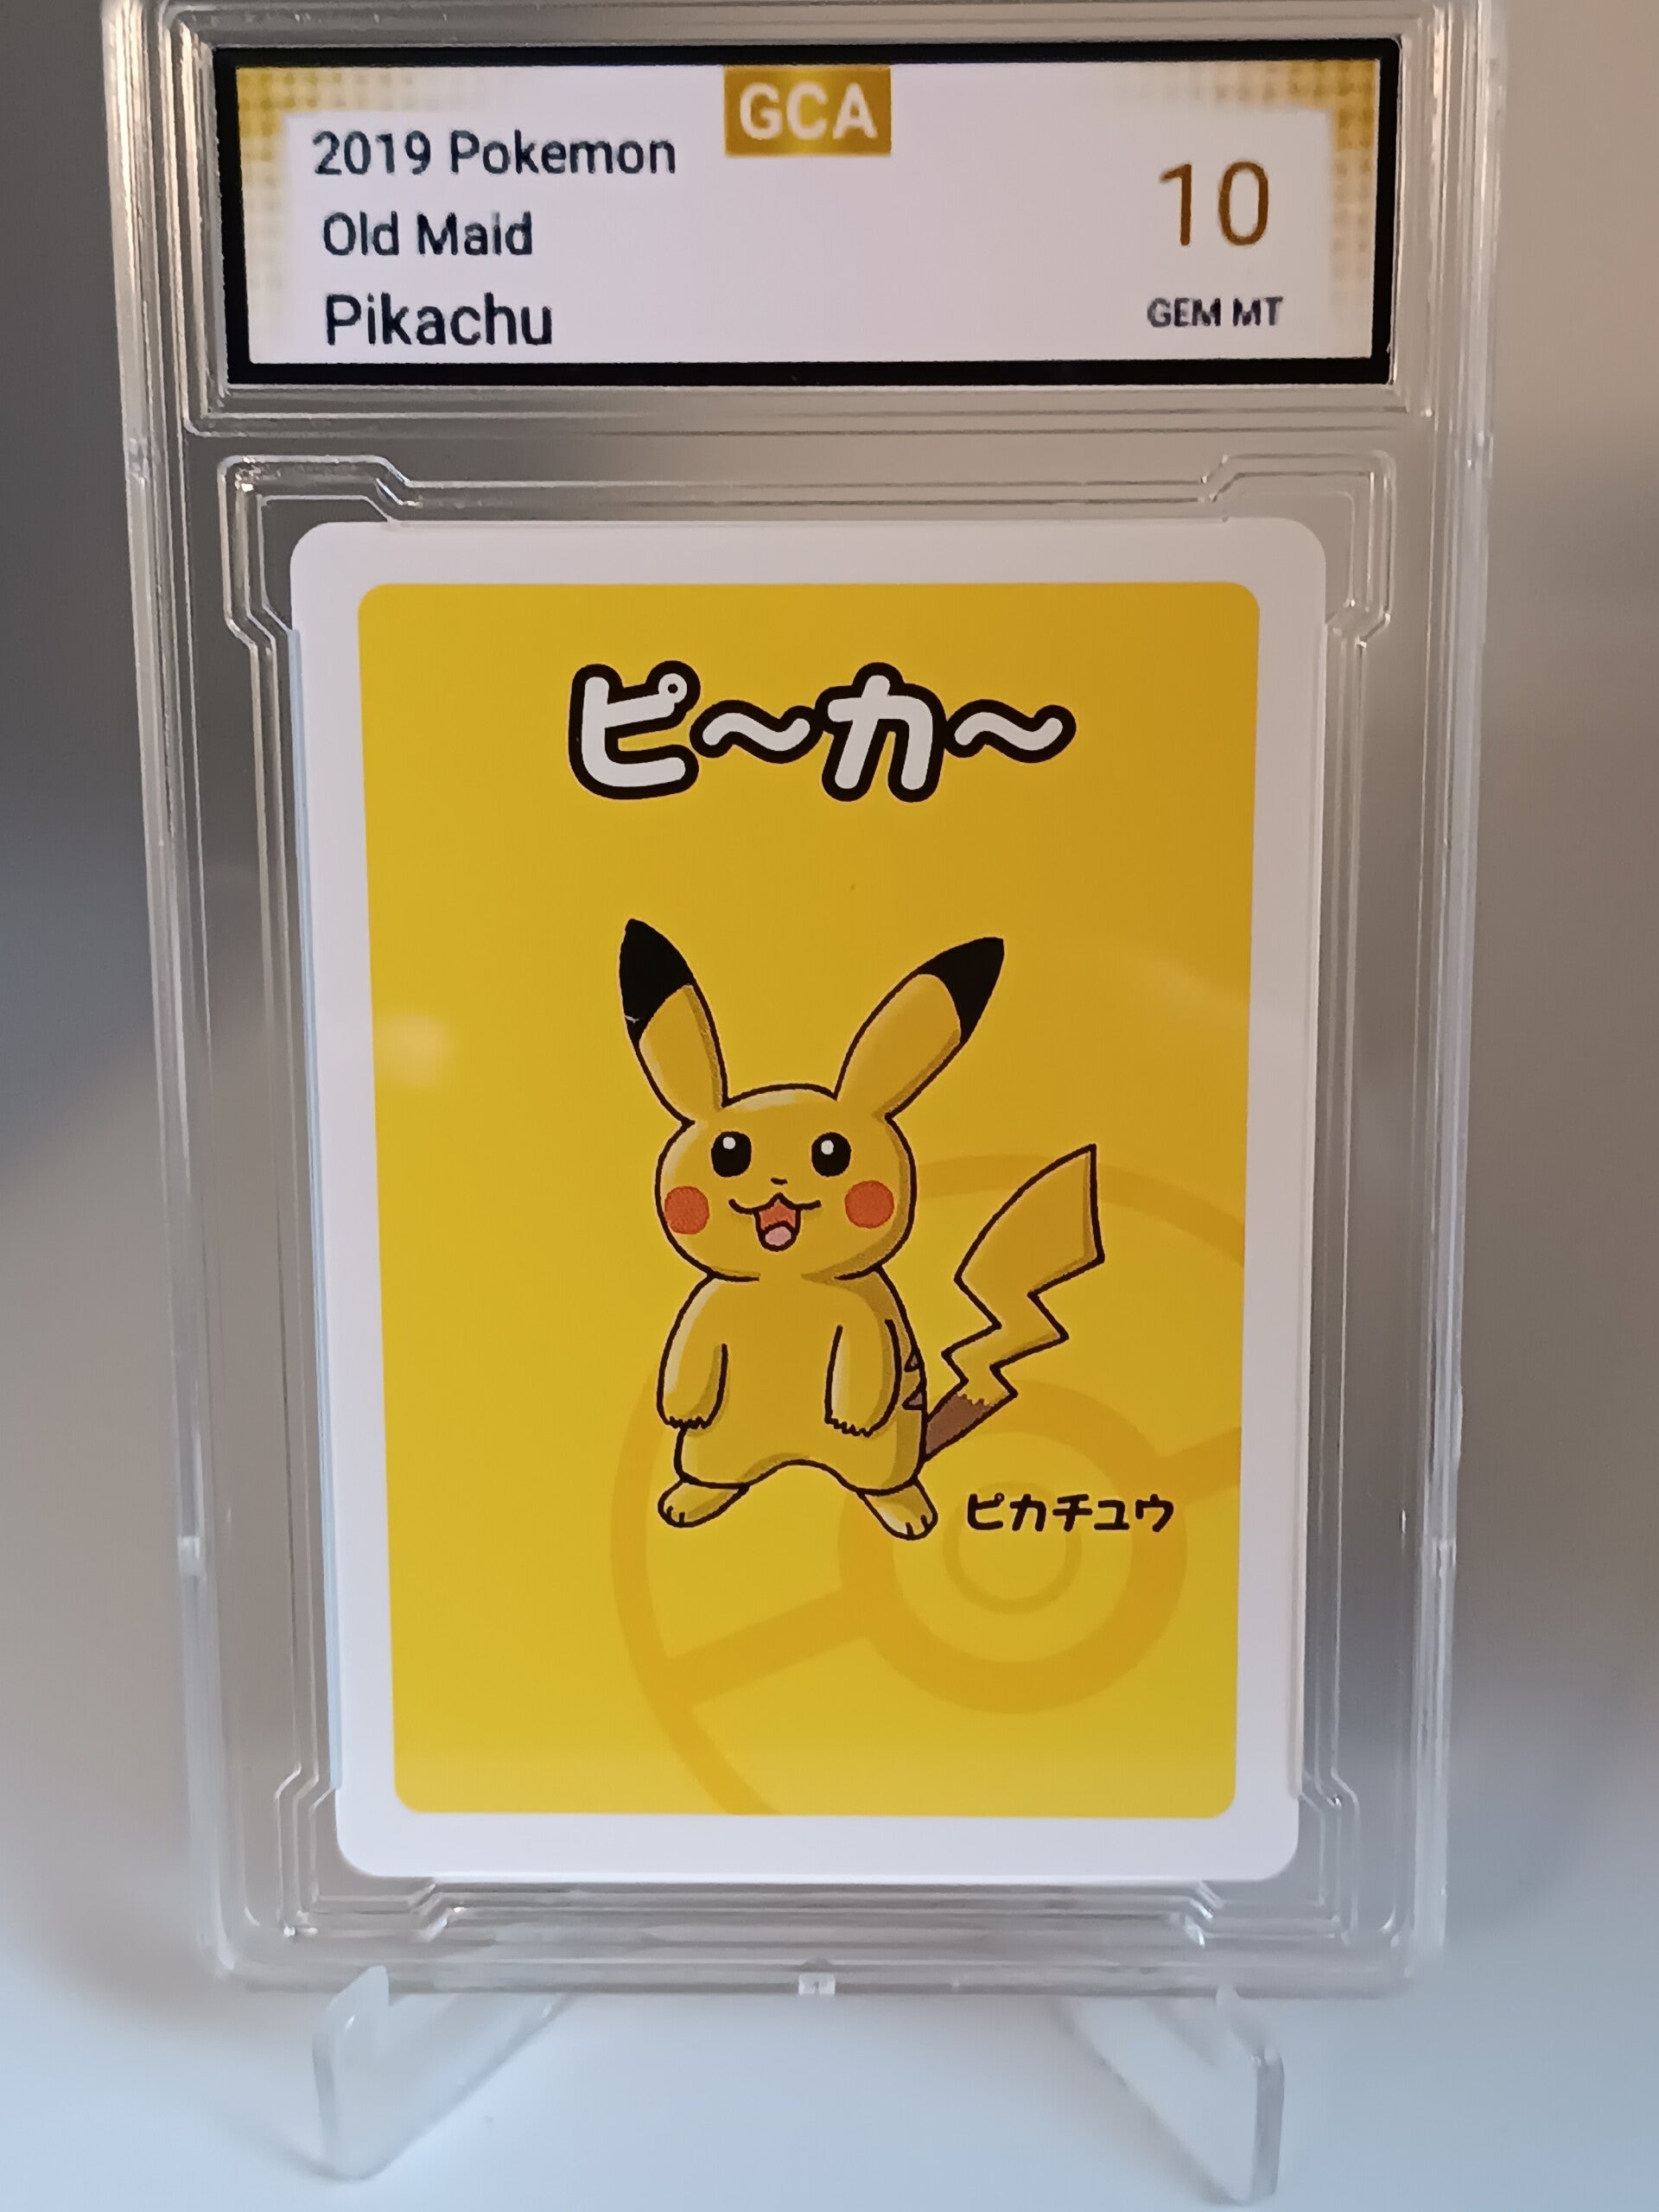 GCA
2019 Pokemon
Old Maid
Pikachu
10
GEM MT
ピ〜カ〜
ピカチュウ